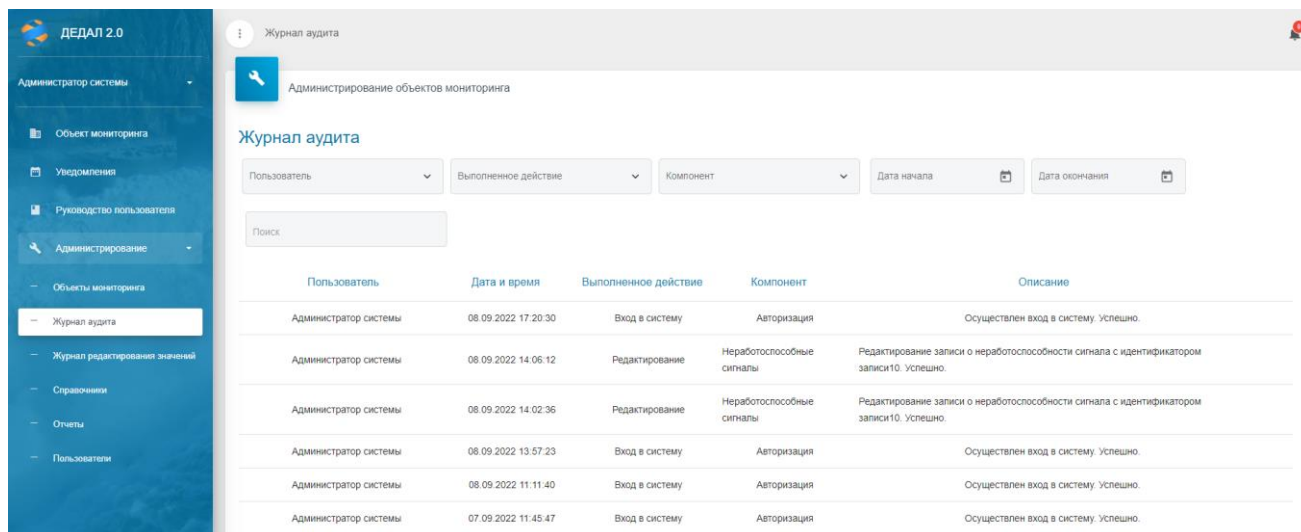 ДЕДАЛ 2.0
Администратор системы
Объект мониторинга
Уведомления
Руководство пользователя
Администрирование
Объекты мониторинга
Журнал аудита
Журнал редактирования значений
Справочники
Отчеты
Пользователи
Журнал аудита
Администрирование объектов мониторинга
Журнал аудита
Пользователь Выполненное действие Компонент Дата начала Дата окончания
Поиск
Пользователь Дата и время Выполненное действие Компонент Описание
Администратор системы 08.09.2022 17:20:30 Вход в систему Авторизация Осуществлен вход в систему. Успешно.
Администратор системы 08.09.2022 14:06:12 Редактирование Неработоспособные сигналы Редактирование записи о неработоспособности сигнала с идентификатором
записи10. Успешно.
Администратор системы 08.09.2022 14:02:36 Редактирование Неработоспособные сигналы Редактирование записи о неработоспособности сигнала с идентификатором
записи10. Успешно.
Администратор системы 08.09.2022 13:57:23 Вход в систему Авторизация Осуществлен вход в систему. Успешно.
Администратор системы 08.09.2022 11:11:40 Вход в систему Авторизация Осуществлен вход в систему. Успешно.
Администратор системы 07.09.2022 11:45:47 Вход в систему Авторизация Осуществлен вход в систему. Успешно.